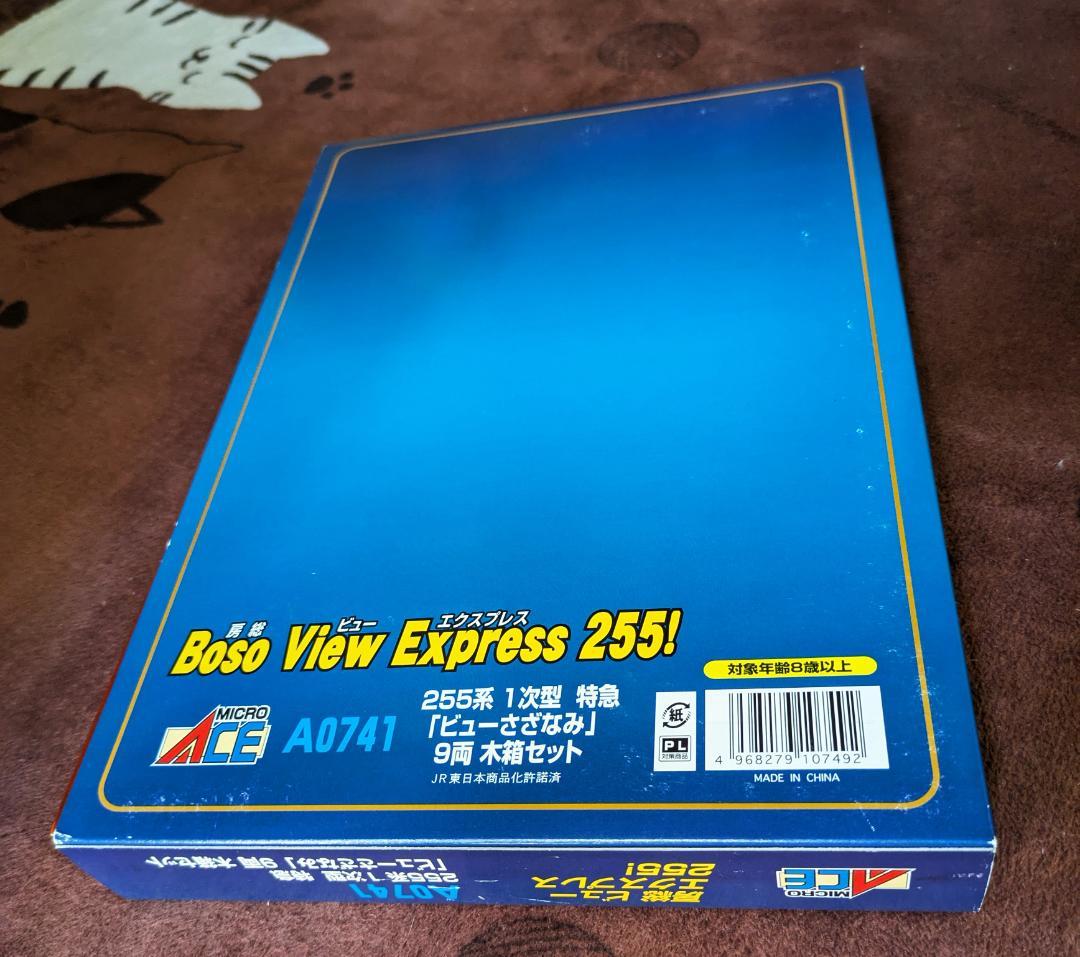 房総 ビュー エクスプレス
Boso View Express 255!
対象年齢8歳以上
MICRO
ACE
A0741
255系 1次型 特急
「ビューさざなみ」
9両 木箱セット
JR東日本商品化許諾済
紙
PL
対象商品
4 968279 107492
MADE IN CHINA
MICRO
ACE
房総 ビュー
エクスプレス
255!
A0741
255系 1次型 特急
「ビューさざなみ」9両 木箱セット